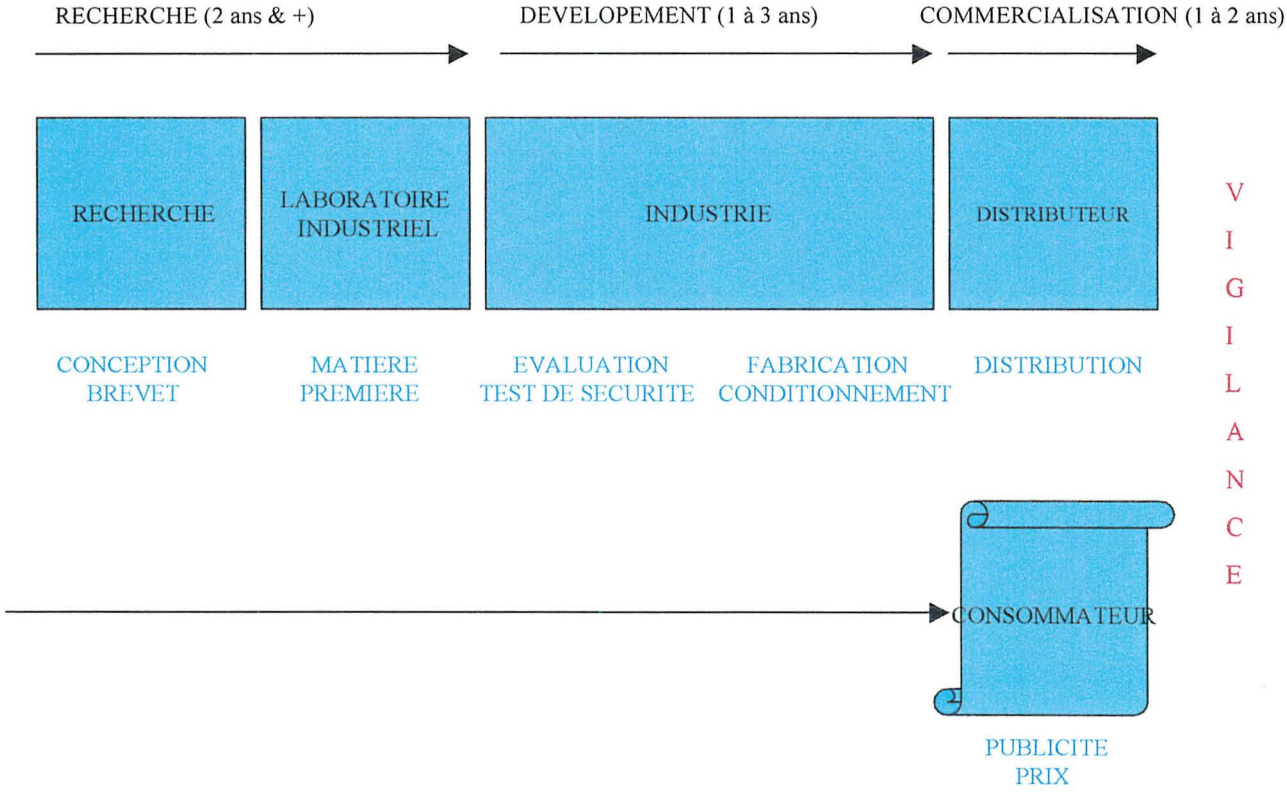 RECHERCHE (2 ans & +)
DEVELOPEMENT (1 à 3 ans)
COMMERCIALISATION (1 à 2 ans)
RECHERCHE
LABORATOIRE
INDUSTRIEL
INDUSTRIE
DISTRIBUTEUR
CONCEPTION
BREVET
MATIERE
PREMIERE
EVALUATION
TEST DE SECURITE
FABRICATION
CONDITIONNEMENT
DISTRIBUTION
VIGILANCE
CONSOMMATEUR
PUBLICITE
PRIX